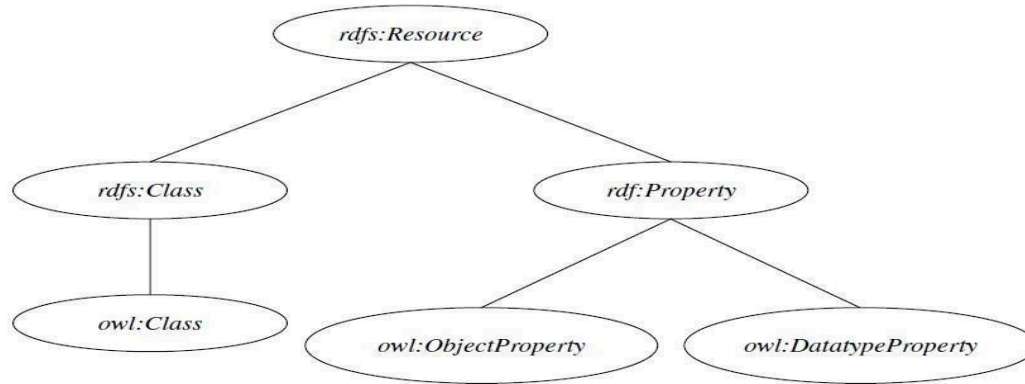 rdfs:Resource
rdfs:Class
rdf:Property
owl:Class
owl:ObjectProperty
owl:DatatypeProperty